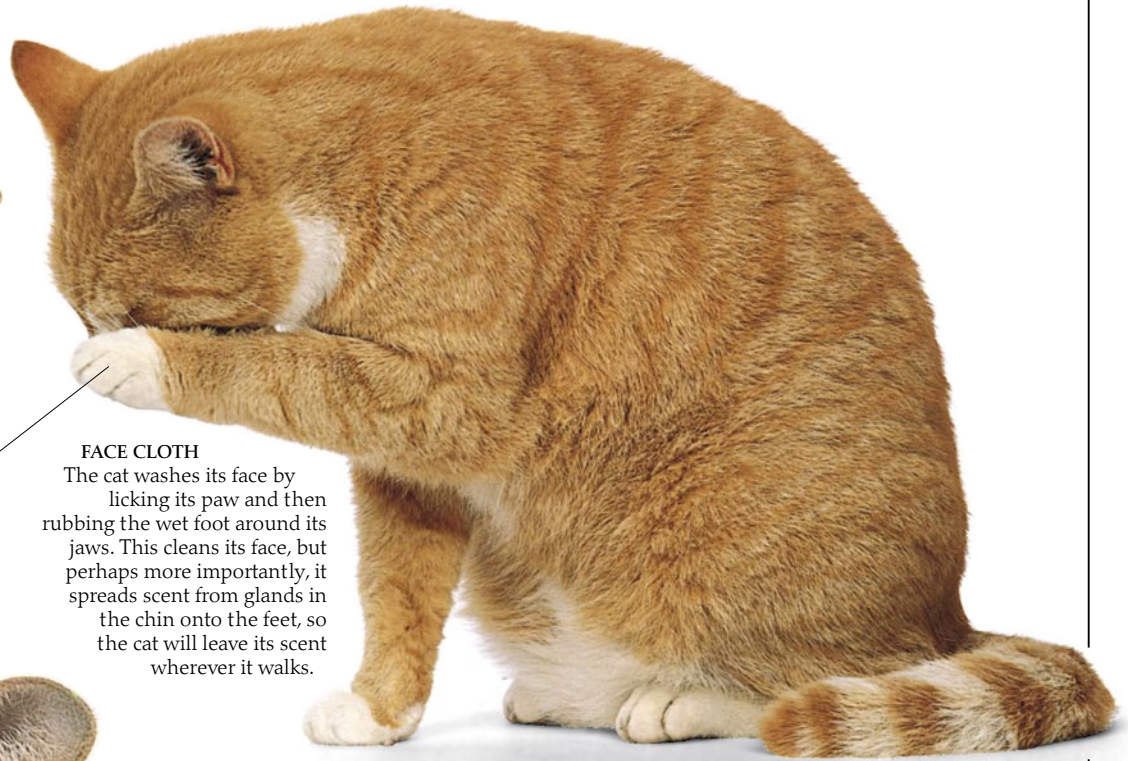 FACE CLOTH
The cat washes its face by
licking its paw and then
rubbing the wet foot around its
jaws. This cleans its face, but
perhaps more importantly, it
spreads scent from glands in
the chin onto the feet, so
the cat will leave its scent
wherever it walks.